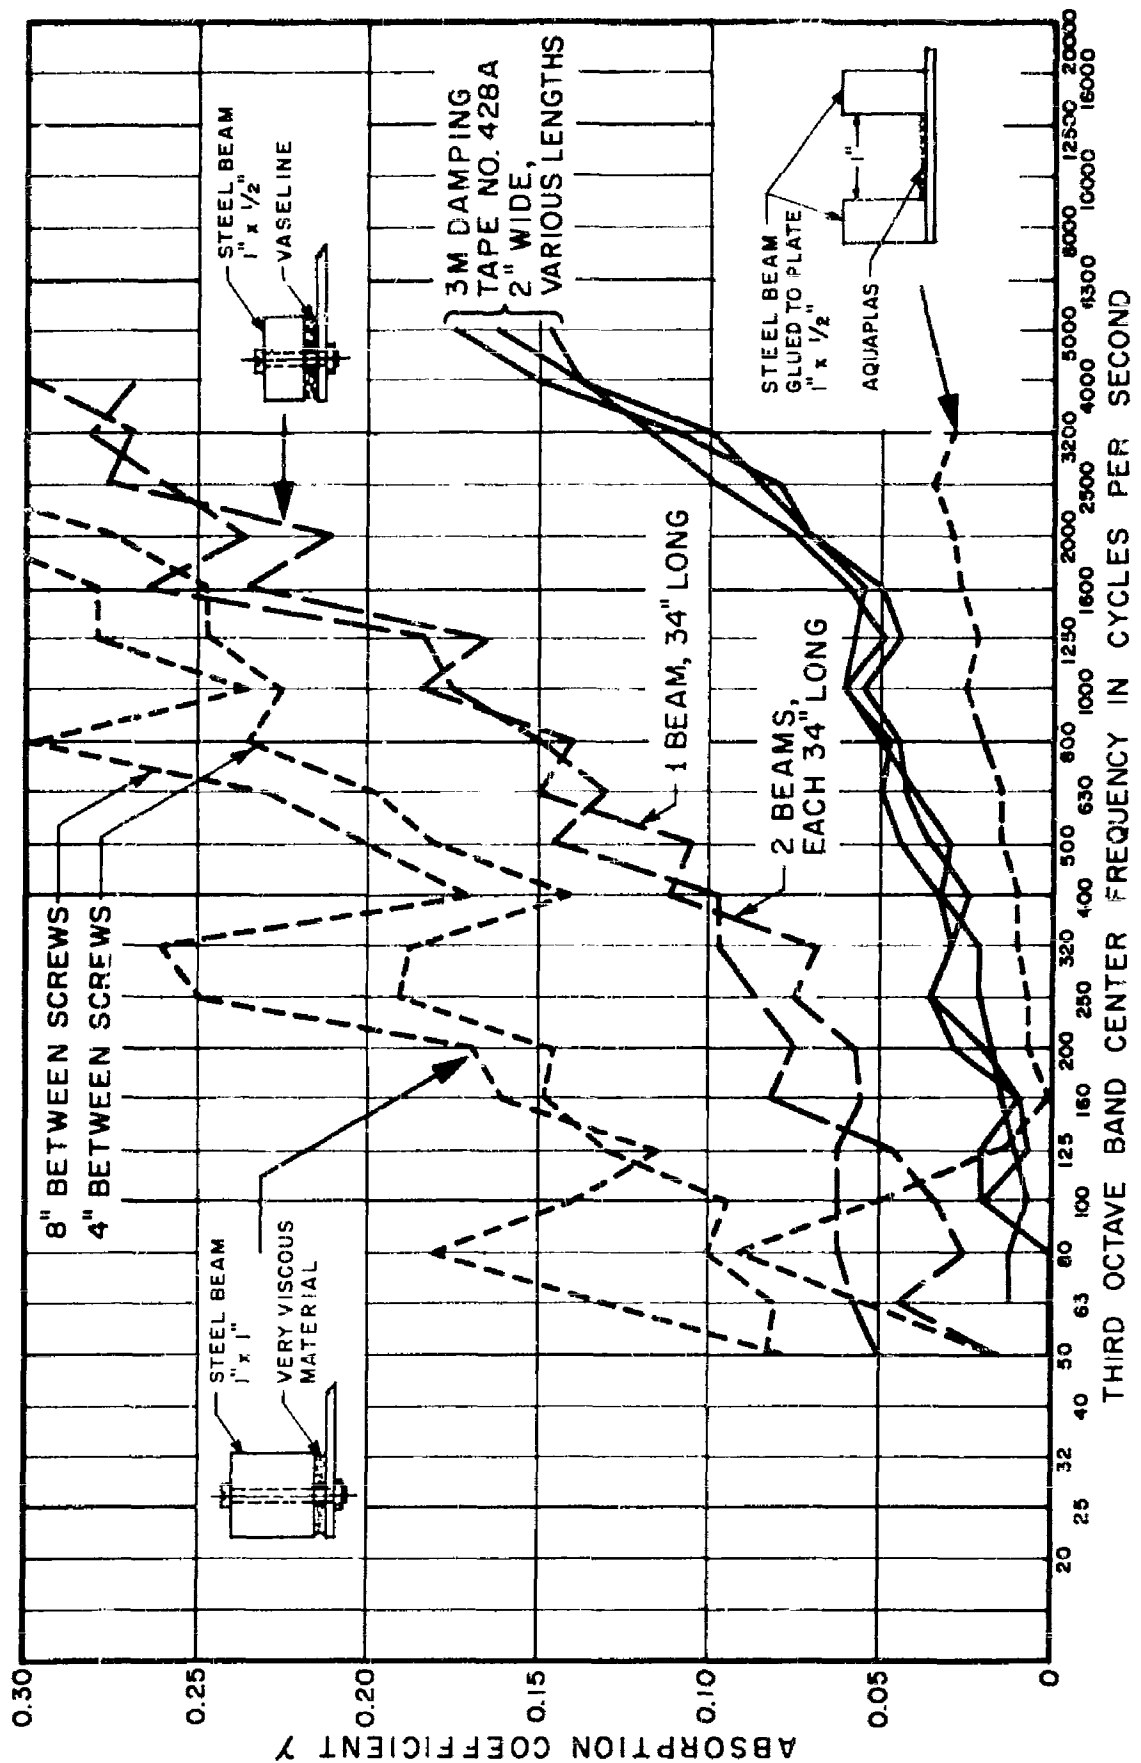 8" BETWEEN SCREWS
4" BETWEEN SCREWS
STEEL BEAM
1" x 1"
VERY VISCOUS
MATERIAL
STEEL BEAM
1" x 1/2"
VASELINE
3M DAMPING
TAPE NO. 428A
2" WIDE,
VARIOUS LENGTHS
1 BEAM, 34" LONG
2 BEAMS,
EACH 34" LONG
STEEL BEAM
GLUED TO PLATE
1" x 1/2"
AQUAPLAS
1"
ABSORPTION COEFFICIENT γ
0.30
0.25
0.20
0.15
0.10
0.05
0
20 25 32 40 50 63 80 100 125 160 200 250 320 400 500 630 800 1000 1250 1600 2000 2500 3200 4000 5000 6300 8000 10000 12500 16000 20000
THIRD OCTAVE BAND CENTER FREQUENCY IN CYCLES PER SECOND